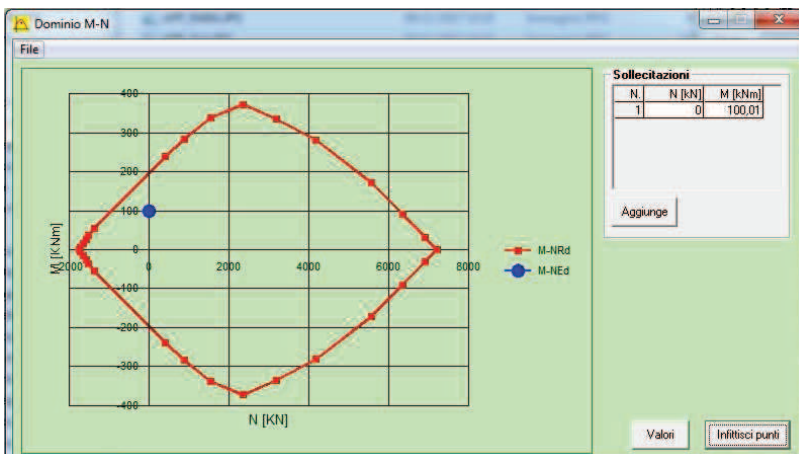 Dominio M-N
File
400
300
200
100
0
-100
-200
-300
-400
M [KNm]
2000
0
2000
4000
6000
8000
N [KN]
M-NRd
M-NEd
Sollecitazioni
N. N [kN] M [kNm]
1 0 100,01
Aggiunge
Valori
Infittisci punti